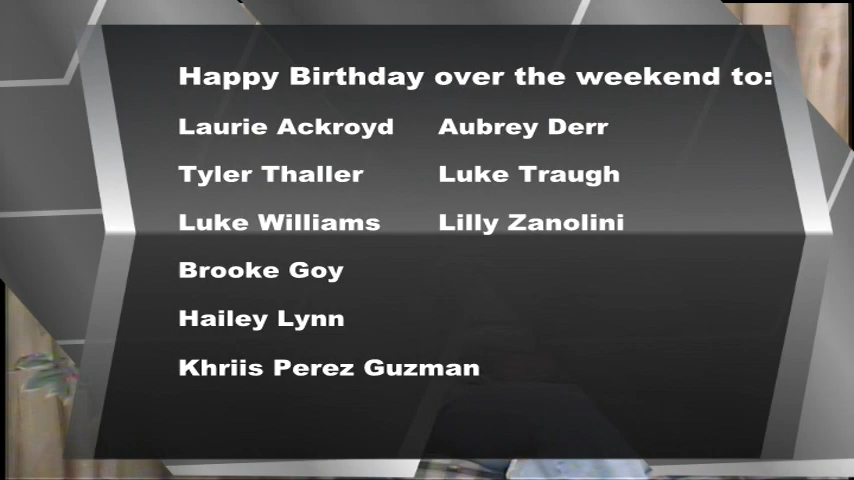 Happy Birthday over the weekend to:
Laurie Ackroyd
Tyler Thaller
Luke Williams
Brooke Goy
Hailey Lynn
Khriis Perez Guzman
Aubrey Derr
Luke Traugh
Lilly Zanolini